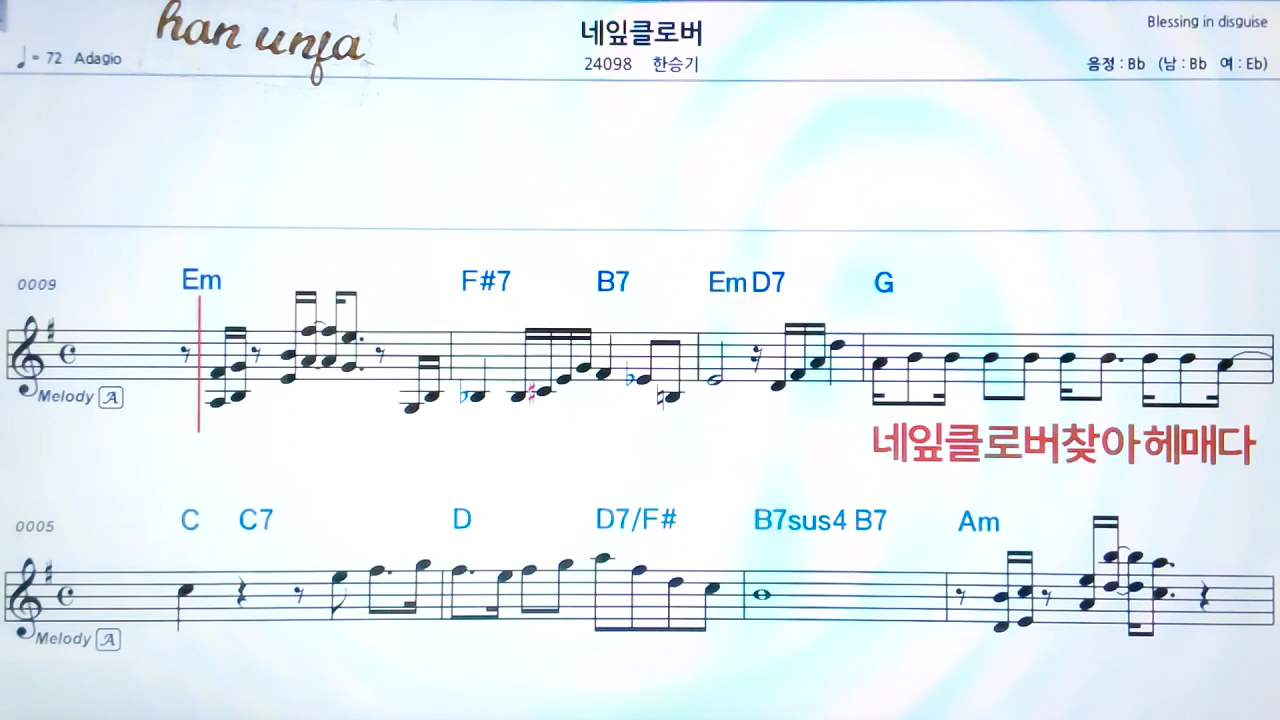 han unfa
네잎클로버
Blessing in disguise
♩= 72 Adagio
24098 한승기
음정 : Bb (남 : Bb 여 : Eb)
0009 Em F#7 B7 Em D7 G
Melody A
네잎클로버찾아헤매다
0005 C C7 D D7/F# B7sus4 B7 Am
Melody A